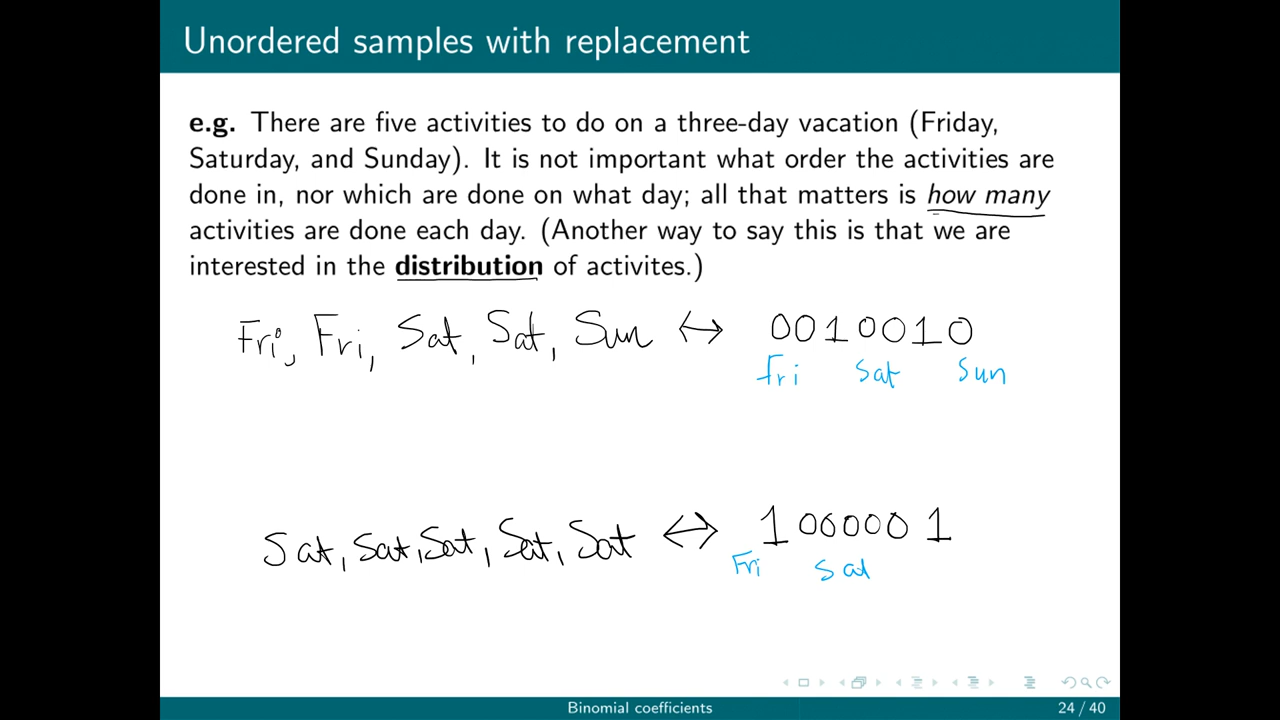 Unordered samples with replacement
e.g. There are five activities to do on a three-day vacation (Friday,
Saturday, and Sunday). It is not important what order the activities are
done in, nor which are done on what day; all that matters is how many
activities are done each day. (Another way to say this is that we are
interested in the distribution of activites.)
Fri, Fri, Sat, Sat, Sun ↔ 0010010
Fri Sat Sun
Sat, Sat, Sat, Sat, Sat ↔ 1000001
Fri Sat
Binomial coefficients 24 / 40